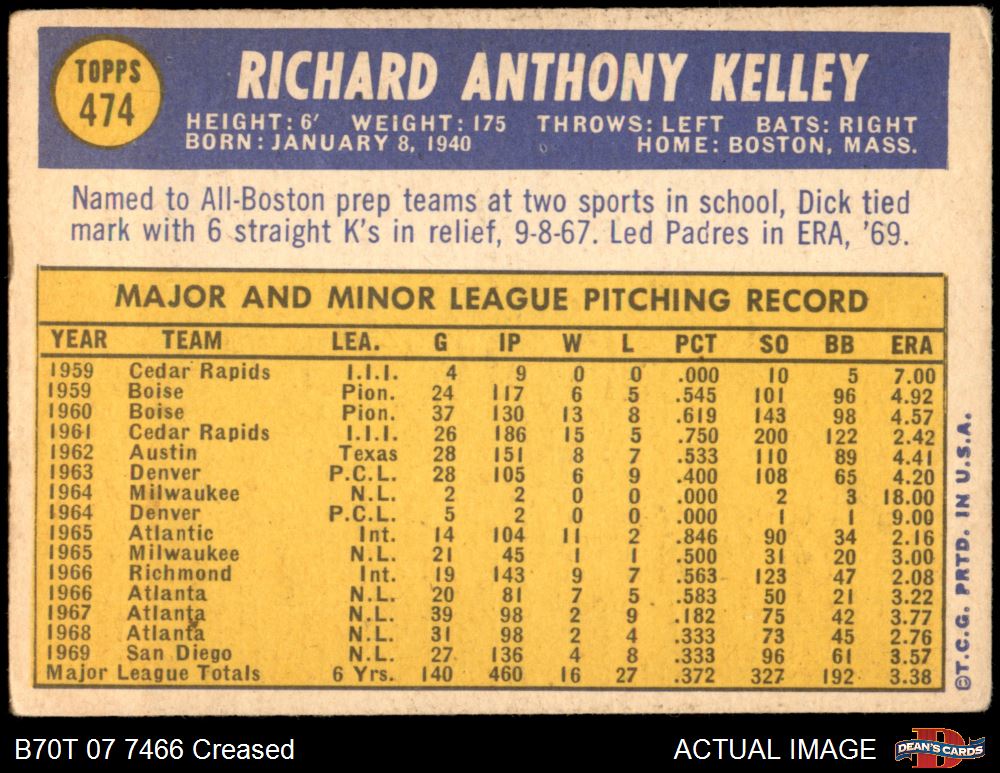 TOPPS
474
RICHARD ANTHONY KELLEY
HEIGHT: 6' WEIGHT: 175 THROWS: LEFT BATS: RIGHT
BORN: JANUARY 8, 1940 HOME: BOSTON, MASS.
Named to All-Boston prep teams at two sports in school, Dick tied
mark with 6 straight K's in relief, 9-8-67. Led Padres in ERA, '69.
MAJOR AND MINOR LEAGUE PITCHING RECORD
YEAR TEAM LEA. G IP W L PCT SO BB ERA
1959 Cedar Rapids I.I.I. 4 9 0 0 .000 10 5 7.00
1959 Boise Pion. 24 117 6 5 .545 101 96 4.92
1960 Boise Pion. 37 130 13 8 .619 143 98 4.57
1961 Cedar Rapids I.I.I. 26 186 15 5 .750 200 122 2.42
1962 Austin Texas 28 151 8 7 .533 110 89 4.41
1963 Denver P.C.L. 28 105 6 9 .400 108 65 4.20
1964 Milwaukee N.L. 2 2 0 0 .000 2 3 18.00
1964 Denver P.C.L. 5 2 0 0 .000 1 1 9.00
1965 Atlantic Int. 14 104 11 2 .846 90 34 2.16
1965 Milwaukee N.L. 21 45 1 1 .500 31 20 3.00
1966 Richmond Int. 19 143 9 7 .563 123 47 2.08
1966 Atlanta N.L. 20 81 7 5 .583 50 21 3.22
1967 Atlanta N.L. 39 98 2 9 .182 75 42 3.77
1968 Atlanta N.L. 31 98 2 4 .333 73 45 2.76
1969 San Diego N.L. 27 136 4 8 .333 96 61 3.57
Major League Totals 6 Yrs. 140 460 16 27 .372 327 192 3.38
©T.C.G. PRTD. IN U.S.A.
B70T 07 7466 Creased
ACTUAL IMAGE
DEAN'S CARDS